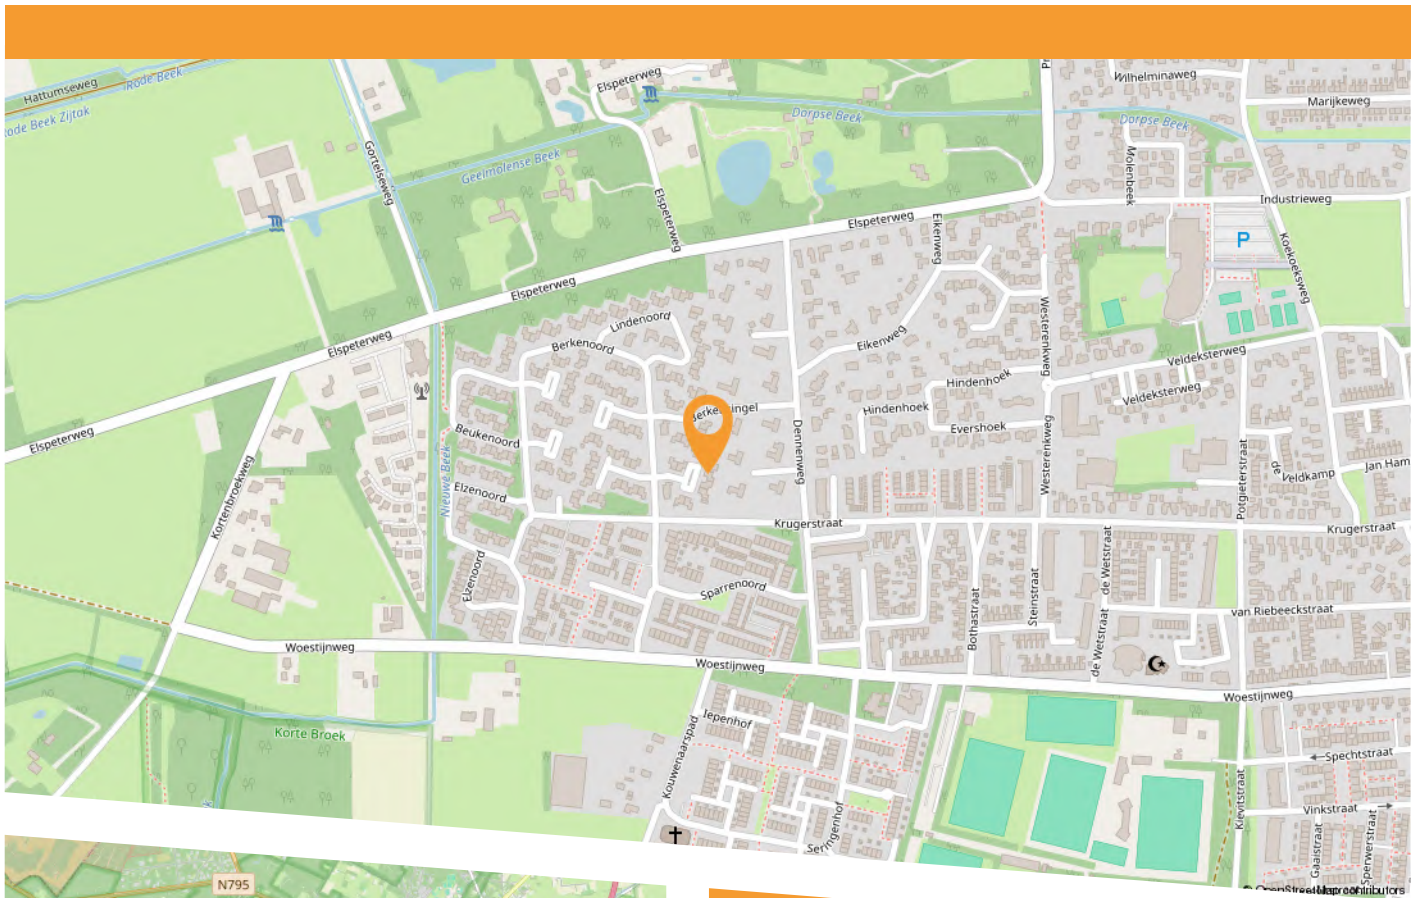 Elspeterweg
Wilhelminaweg
Hattumseweg
Rode Beek
Marijkeweg
Rode Beek Zijtak
Dorpse Beek
Dorpse Beek
Gortelseweg
Geelmolense Beek
Molenbeek
Elspeterweg
Industrieweg
Elspeterweg
Eikenweg
P
Koekoeksweg
Elspeterweg
Lindenoord
Westerenkweg
Elspeterweg
Berkenoord
Eikenweg
Veldeksterweg
Hindenhoek
Veldeksterweg
Hindenhoek
Elspeterweg
Beukenoord
Dennenweg
Evershoek
Westerenkweg
Potgieterstraat
de
Veldkamp
Jan Ham
Kortenbroekweg
Nieuwe Beek
Elzenoord
Krugerstraat
Krugerstraat
Elzenoord
Sparrenoord
Bothastraat
Steinstraat
de Wetstraat
van Riebeeckstraat
de Wetstraat
Woestijnweg
Woestijnweg
Woestijnweg
Iepenhof
Korte Broek
Kouwenaarspad
Spechtstraat
Kievitstraat
Vinkstraat
Seringenhof
Gaaistraat
Sperwerstraat
N795
© OpenStreetMap contributors